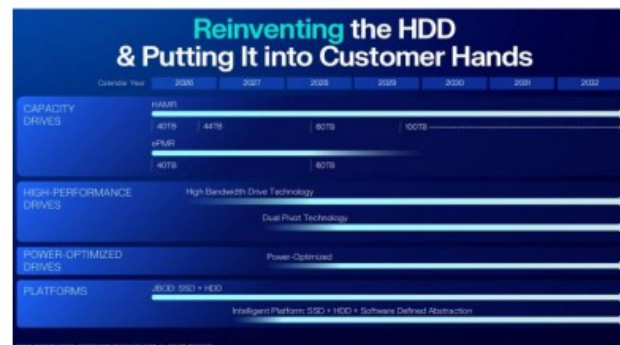 Reinventing the HDD
& Putting It into Customer Hands
Calendar Year 2026 2027 2028 2029 2030 2031 2032
CAPACITY
DRIVES
HAMR
40TB 44TB 60TB 100TB
ePMR
40TB 60TB
HIGH-PERFORMANCE
DRIVES
High Bandwidth Drive Technology
Dual Pivot Technology
POWER-OPTIMIZED
DRIVES
Power-Optimized
PLATFORMS
JBOD: SSD + HDD
Intelligent Platform: SSD + HDD + Software Defined Abstraction